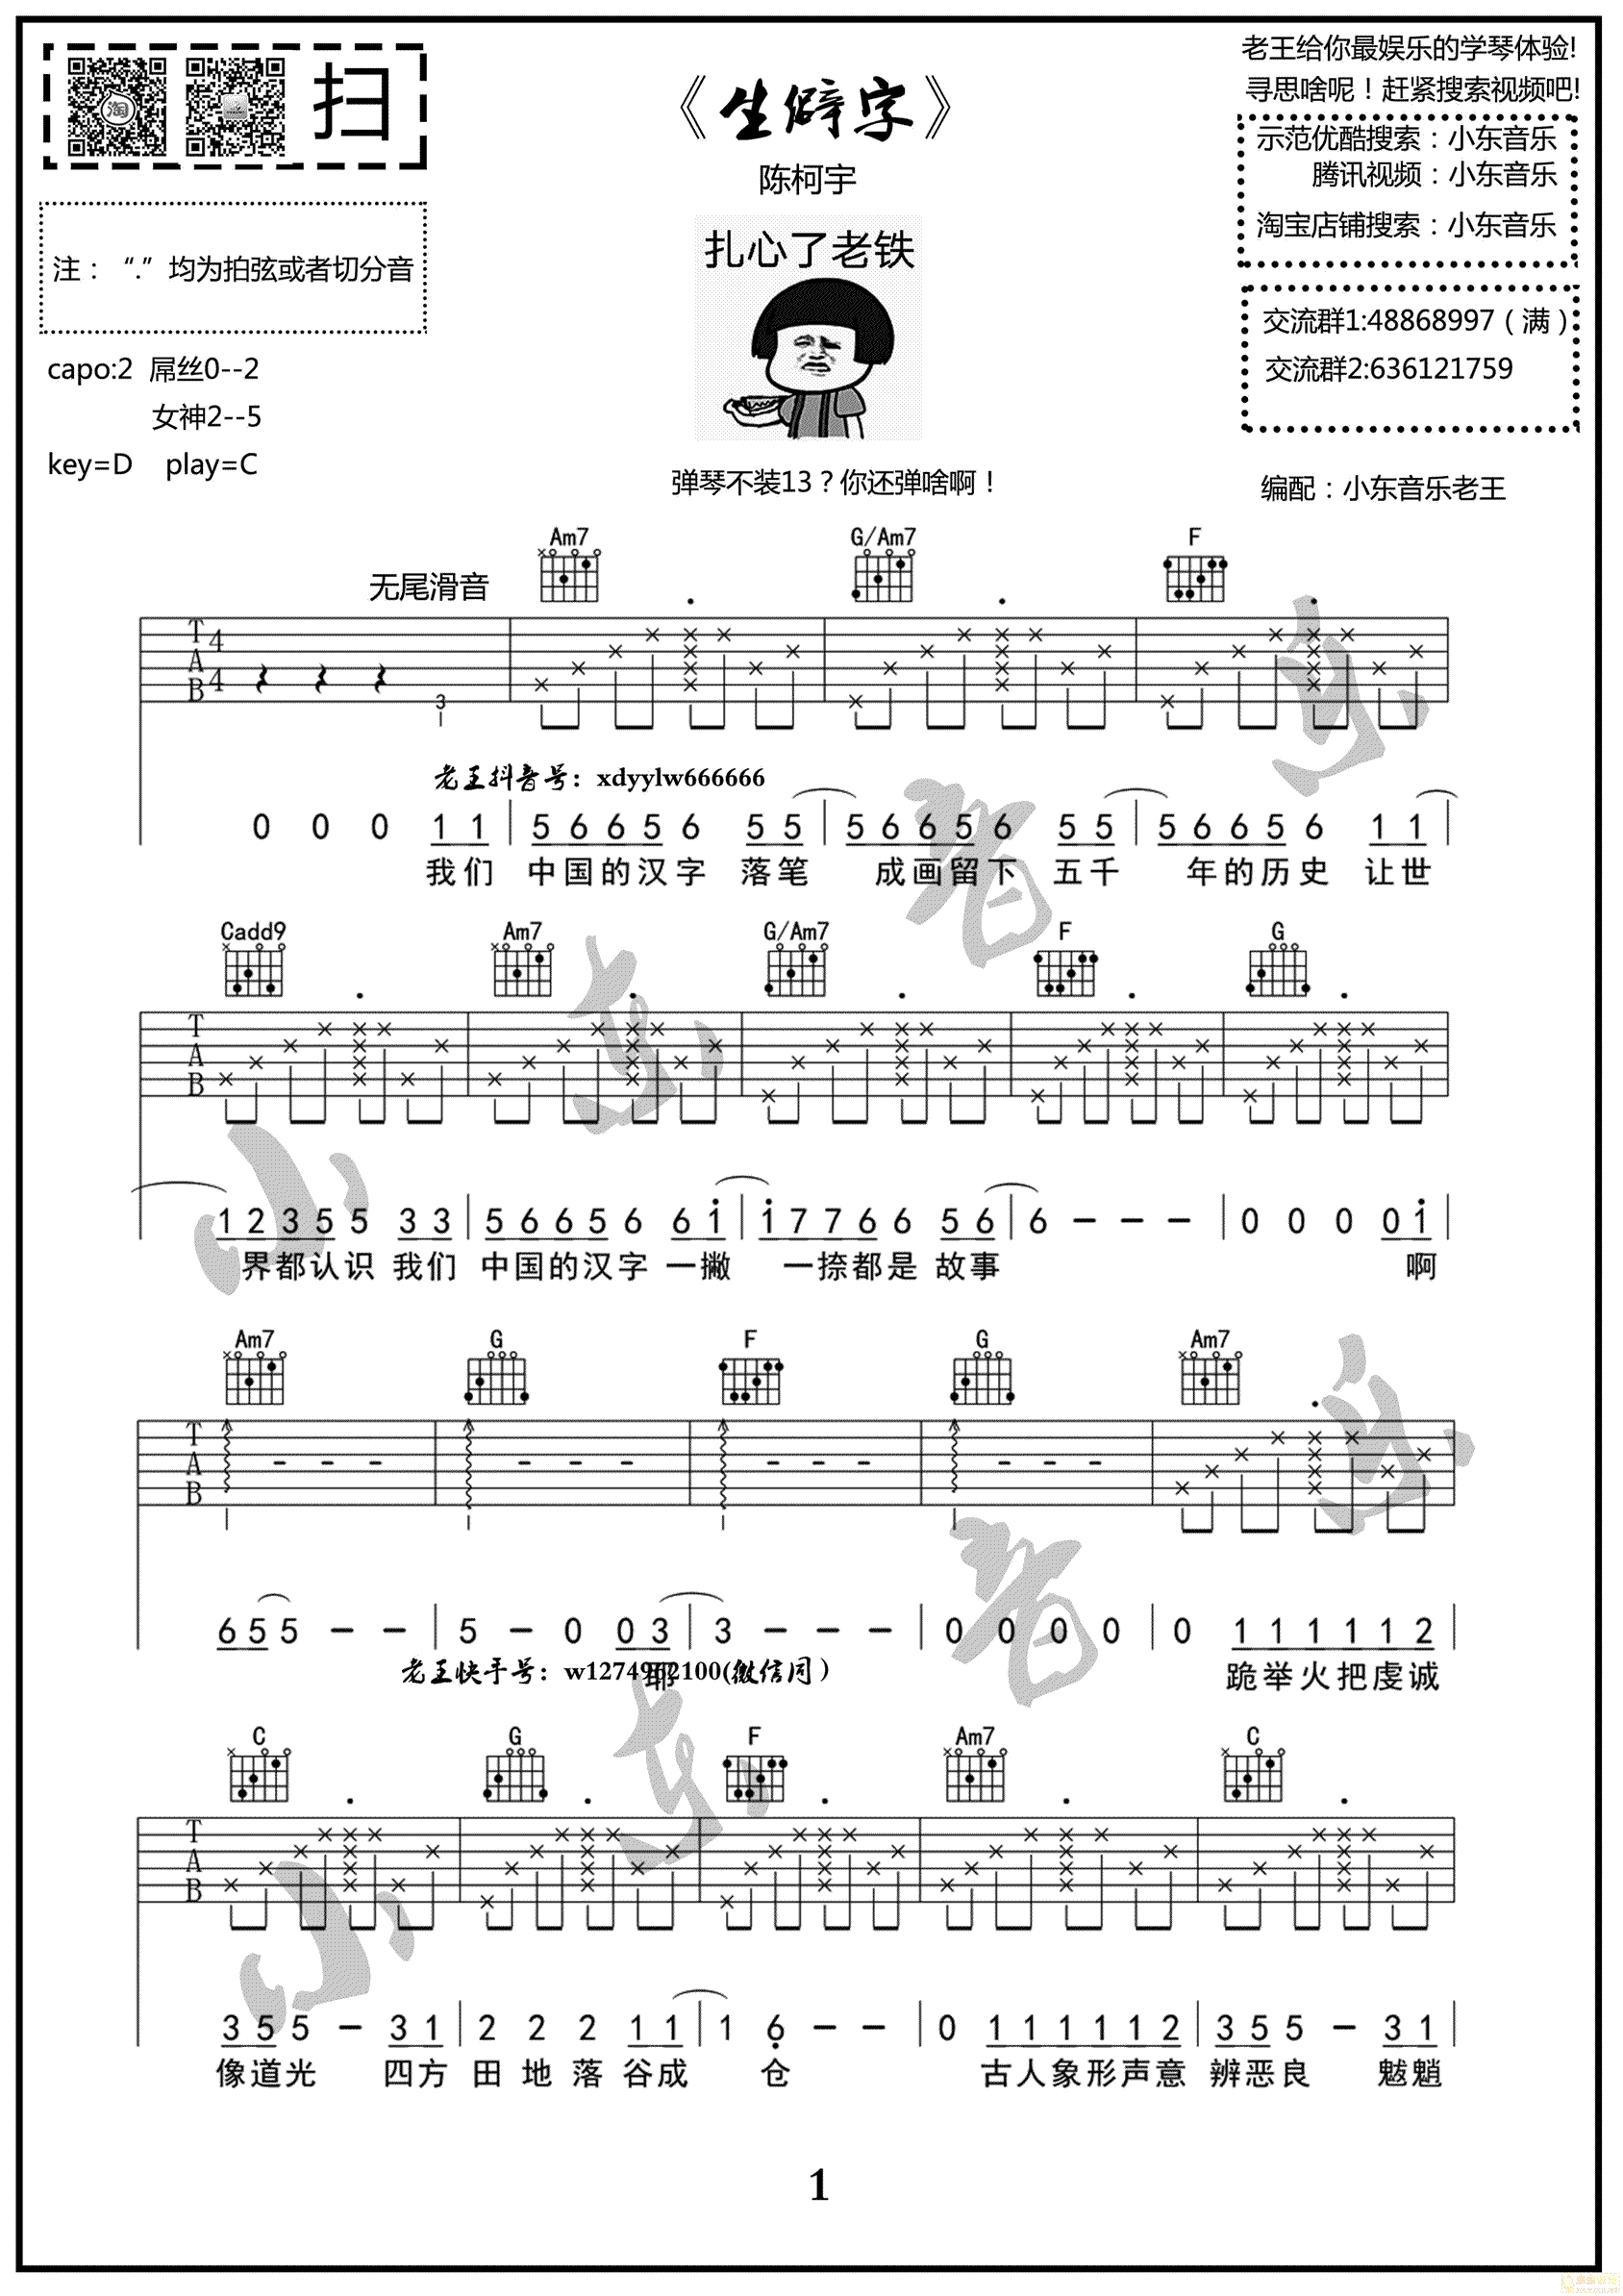 扫
《生僻字》
陈柯宇
老王给你最娱乐的学琴体验!
寻思啥呢！赶紧搜索视频吧!
示范优酷搜索：小东音乐
腾讯视频：小东音乐
淘宝店铺搜索：小东音乐
注：“.”均为拍弦或者切分音
扎心了老铁
交流群1:48868997（满）
交流群2:636121759
capo:2 屌丝0--2
女神2--5
key=D play=C
弹琴不装13？你还弹啥啊！
编配：小东音乐老王
Am7 G/Am7 F
无尾滑音
T A B 4 4 3
老王抖音号：xdyylw666666
0 0 0 1 1 | 5 6 6 5 6 5 5 | 5 6 6 5 6 5 5 | 5 6 6 5 6 1 1 |
我们 中国的汉字 落笔 成画留下 五千 年的历史 让世
Cadd9 Am7 G/Am7 F G
T A B
1 2 3 5 5 3 3 | 5 6 6 5 6 6 i | i 7 7 6 6 5 6 | 6 - - - | 0 0 0 0 i |
界都认识 我们 中国的汉字 一撇 一捺都是 故事 啊
Am7 G F G Am7
T A B
6 5 5 - - | 5 - 0 0 3 | 3 - - - | 0 0 0 0 | 0 1 1 1 1 1 2 |
老王快手号：w1274962100(微信同）
耶 跪举火把虔诚
C G F Am7 C
T A B
3 5 5 - 3 1 | 2 2 2 1 1 | 1 6 - - | 0 1 1 1 1 1 2 | 3 5 5 - 3 1 |
像道光 四方 田 地 落 谷成 仓 古人象形声意 辨恶良 魃魈
1
小东音乐
小东音乐